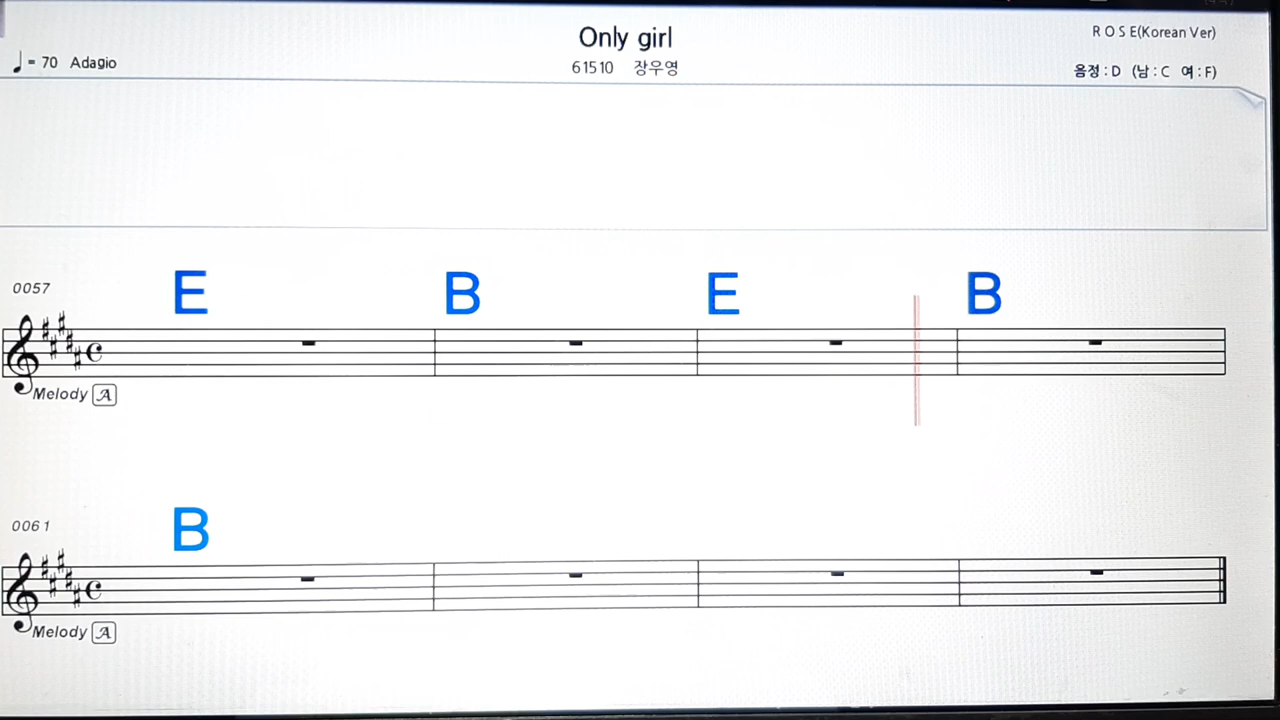 Only girl
R O S E(Korean Ver)
♩= 70 Adagio
61510 장우영
음정 : D (남 : C 여 : F)
0057
E B E B
Melody A
0061
B
Melody A